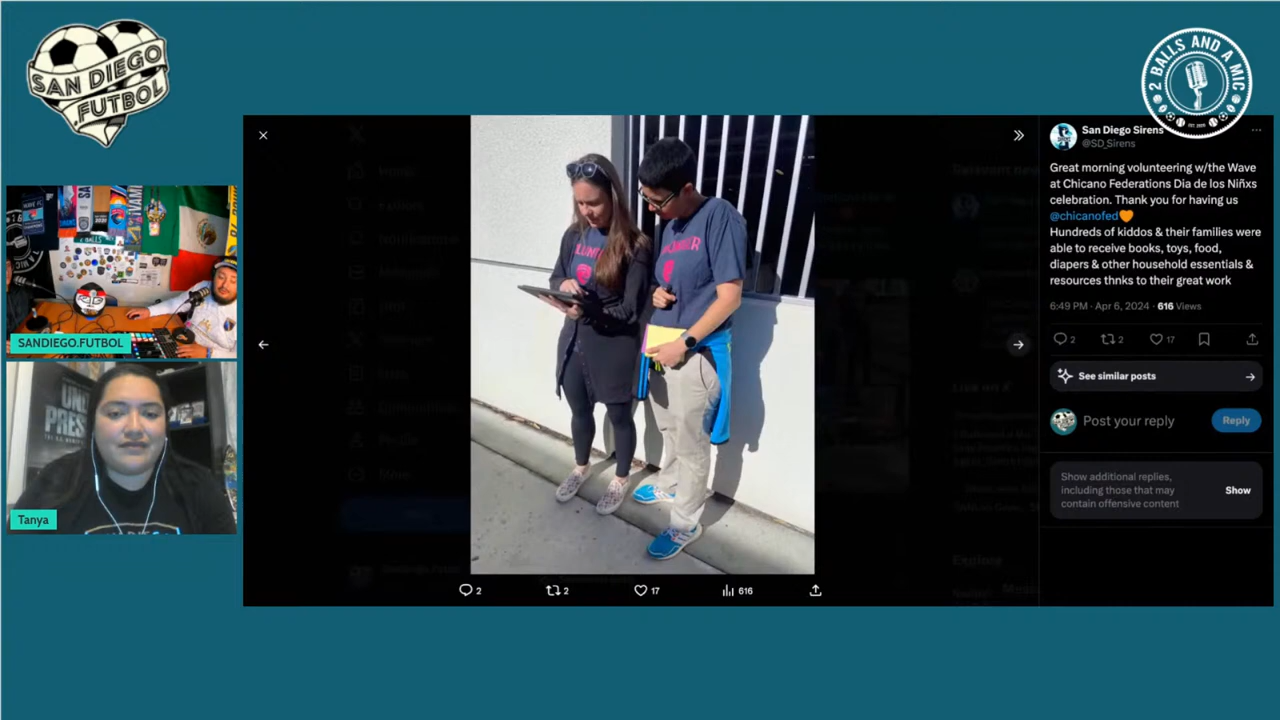 SAN DIEGO
.FUTBOL
2 BALLS AND A MIC
EST. 2020
SANDIEGO.FUTBOL
Tanya
San Diego Sirens
@SD_Sirens
Great morning volunteering w/the Wave
at Chicano Federations Dia de los Niñxs
celebration. Thank you for having us
@chicanofed🧡
Hundreds of kiddos & their families were
able to receive books, toys, food,
diapers & other household essentials &
resources thnks to their great work
6:49 PM · Apr 6, 2024 · 616 Views
2 2 17
See similar posts
Post your reply
Reply
Show additional replies,
including those that may
contain offensive content
Show
2 2 17 616